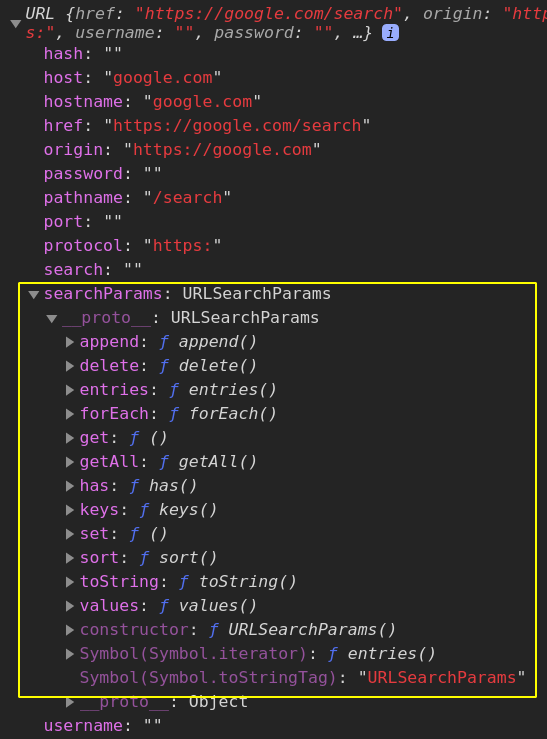 URL {href: "https://google.com/search", origin: "http
s:", username: "", password: "", …} i
hash: ""
host: "google.com"
hostname: "google.com"
href: "https://google.com/search"
origin: "https://google.com"
password: ""
pathname: "/search"
port: ""
protocol: "https:"
search: ""
searchParams: URLSearchParams
__proto__: URLSearchParams
append: ƒ append()
delete: ƒ delete()
entries: ƒ entries()
forEach: ƒ forEach()
get: ƒ ()
getAll: ƒ getAll()
has: ƒ has()
keys: ƒ keys()
set: ƒ ()
sort: ƒ sort()
toString: ƒ toString()
values: ƒ values()
constructor: ƒ URLSearchParams()
Symbol(Symbol.iterator): ƒ entries()
Symbol(Symbol.toStringTag): "URLSearchParams"
__proto__: Object
username: ""